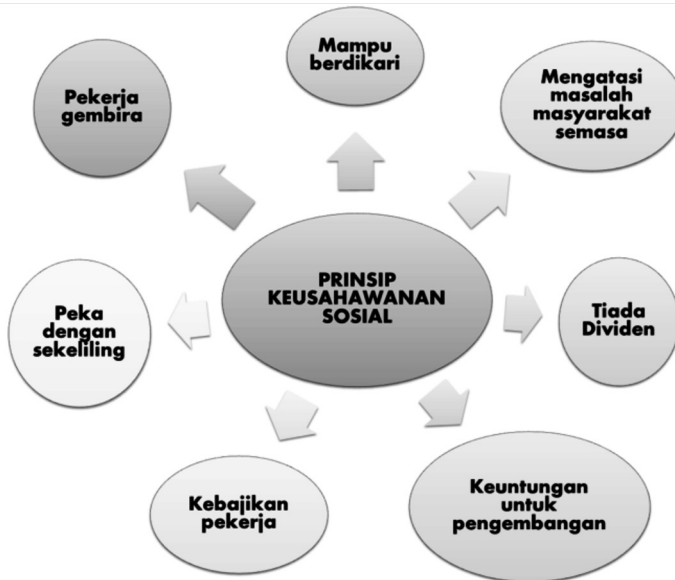 Mampu
berdikari
Mengatasi
masalah
masyarakat
semasa
Pekerja
gembira
PRINSIP
KEUSAHAWANAN
SOSIAL
Tiada
Dividen
Peka
dengan
sekeliling
Keuntungan
untuk
pengembangan
Kebajikan
pekerja